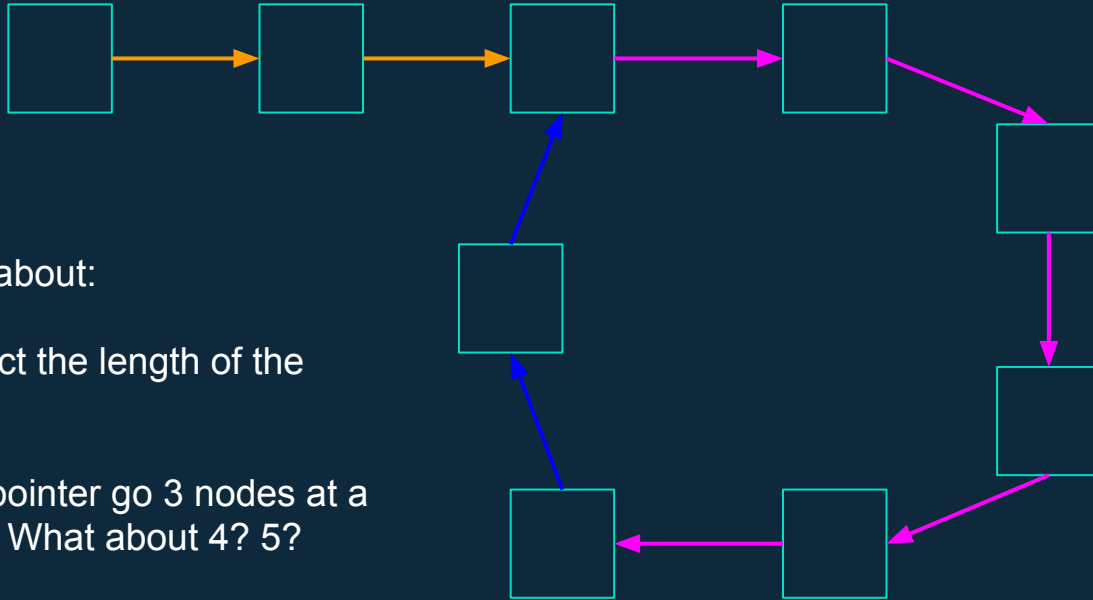 about:
ct the length of the
pointer go 3 nodes at a
What about 4? 5?